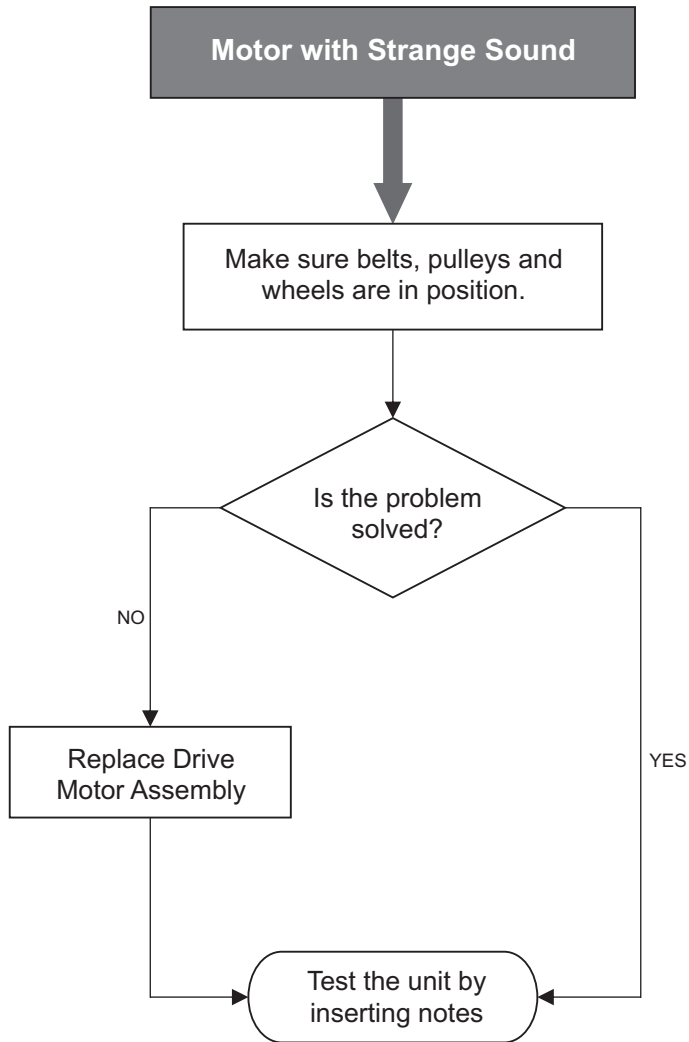 Motor with Strange Sound
Make sure belts, pulleys and
wheels are in position.
Is the problem
solved?
NO
Replace Drive
Motor Assembly
YES
Test the unit by
inserting notes